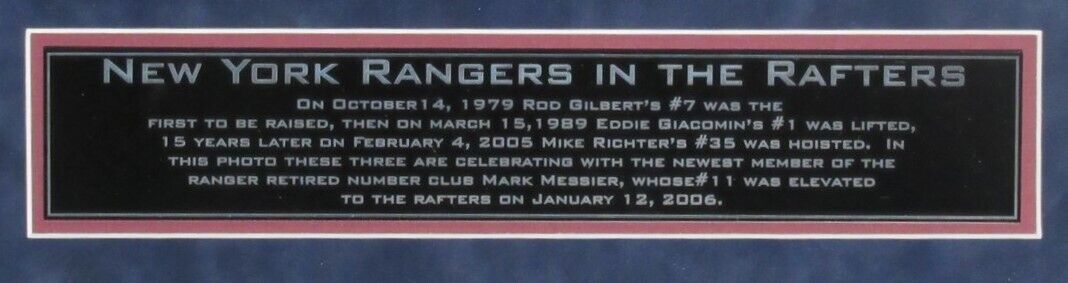 New York Rangers in the Rafters
On October14, 1979 Rod Gilbert's #7 was the
first to be raised, then on march 15,1989 Eddie Giacomin's #1 was lifted,
15 years later on February 4, 2005 Mike Richter's #35 was hoisted. In
this photo these three are celebrating with the newest member of the
Ranger retired number club Mark Messier, whose#11 was elevated
to the rafters on January 12, 2006.